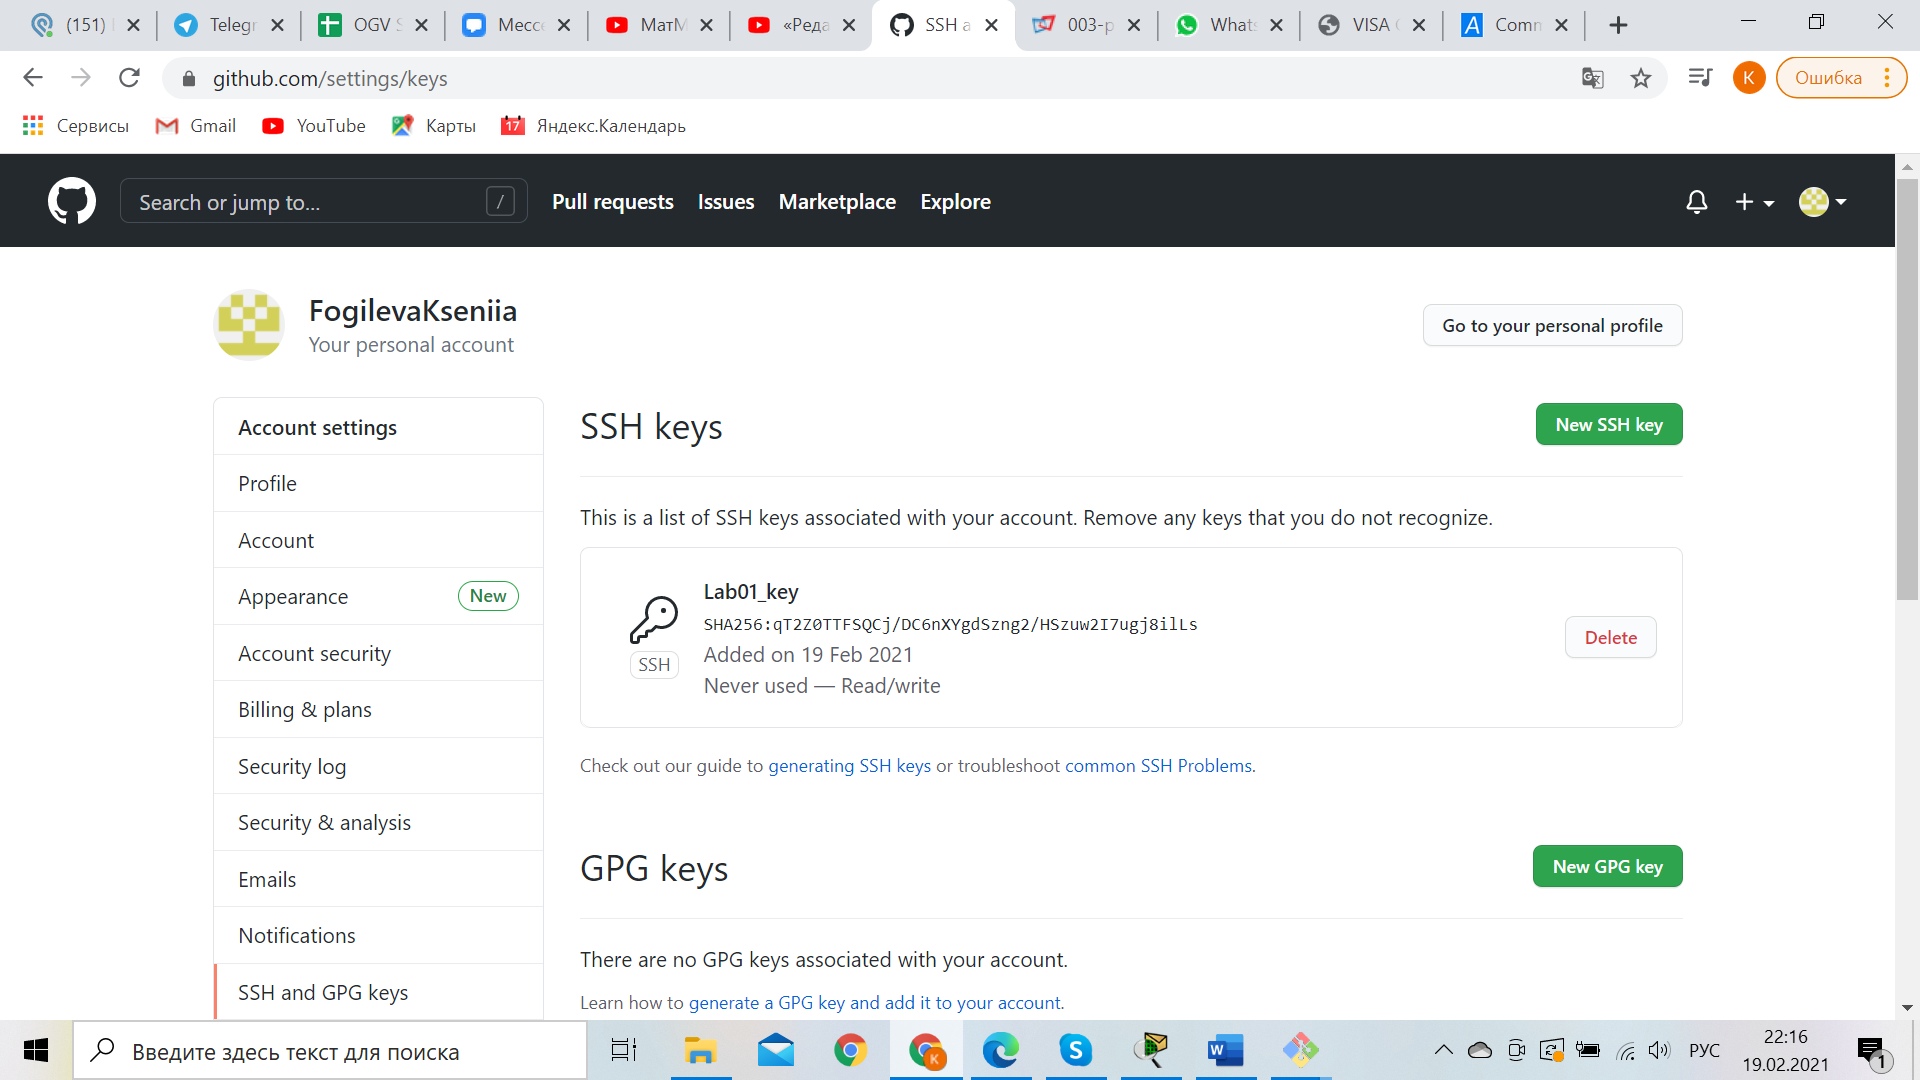 (151)
Telegr
OGV S
Мессе
МатМ
«Реда
SSH a
003-р
Whats
VISA
Comm
github.com/settings/keys
K
Ошибка
Сервисы
Gmail
YouTube
Карты
17
Яндекс.Календарь
Search or jump to...
/
Pull requests
Issues
Marketplace
Explore
FogilevaKseniia
Your personal account
Go to your personal profile
Account settings
Profile
Account
Appearance
New
Account security
Billing & plans
Security log
Security & analysis
Emails
Notifications
SSH and GPG keys
SSH keys
New SSH key
This is a list of SSH keys associated with your account. Remove any keys that you do not recognize.
Lab01_key
SHA256:qT2Z0TTFSQCj/DC6nXYgdSzng2/HSzuw2I7ugj8ilLs
Added on 19 Feb 2021
Never used — Read/write
SSH
Delete
Check out our guide to generating SSH keys or troubleshoot common SSH Problems.
GPG keys
New GPG key
There are no GPG keys associated with your account.
Learn how to generate a GPG key and add it to your account.
Введите здесь текст для поиска
K
S
W
РУС
22:16
19.02.2021
1